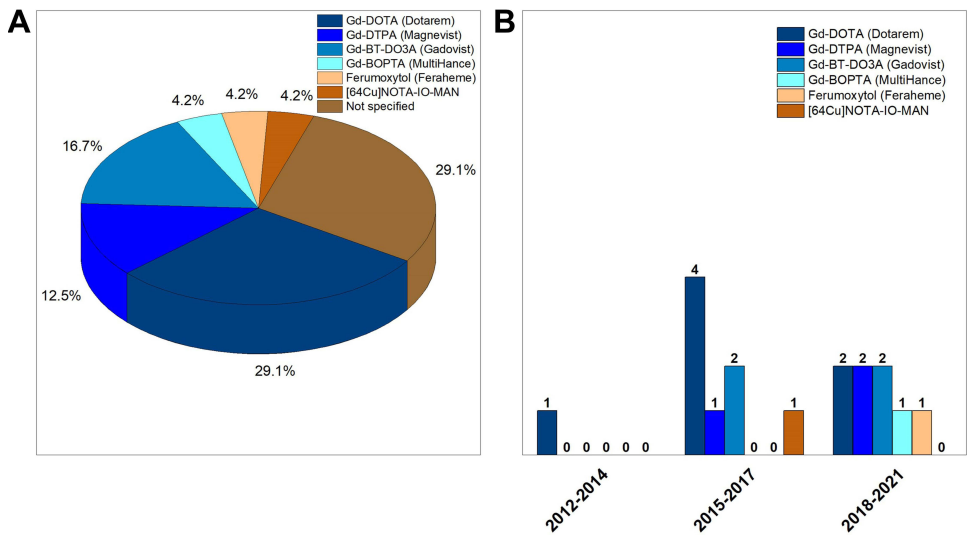 A
Gd-DOTA (Dotarem)
Gd-DTPA (Magnevist)
Gd-BT-DO3A (Gadovist)
Gd-BOPTA (MultiHance)
Ferumoxytol (Feraheme)
[64Cu]NOTA-IO-MAN
Not specified
4.2%
4.2%
4.2%
16.7%
29.1%
12.5%
29.1%
B
Gd-DOTA (Dotarem)
Gd-DTPA (Magnevist)
Gd-BT-DO3A (Gadovist)
Gd-BOPTA (MultiHance)
Ferumoxytol (Feraheme)
[64Cu]NOTA-IO-MAN
1 0 0 0 0 0
4 1 2 0 0 1
2 2 2 1 1 0
2012-2014
2015-2017
2018-2021